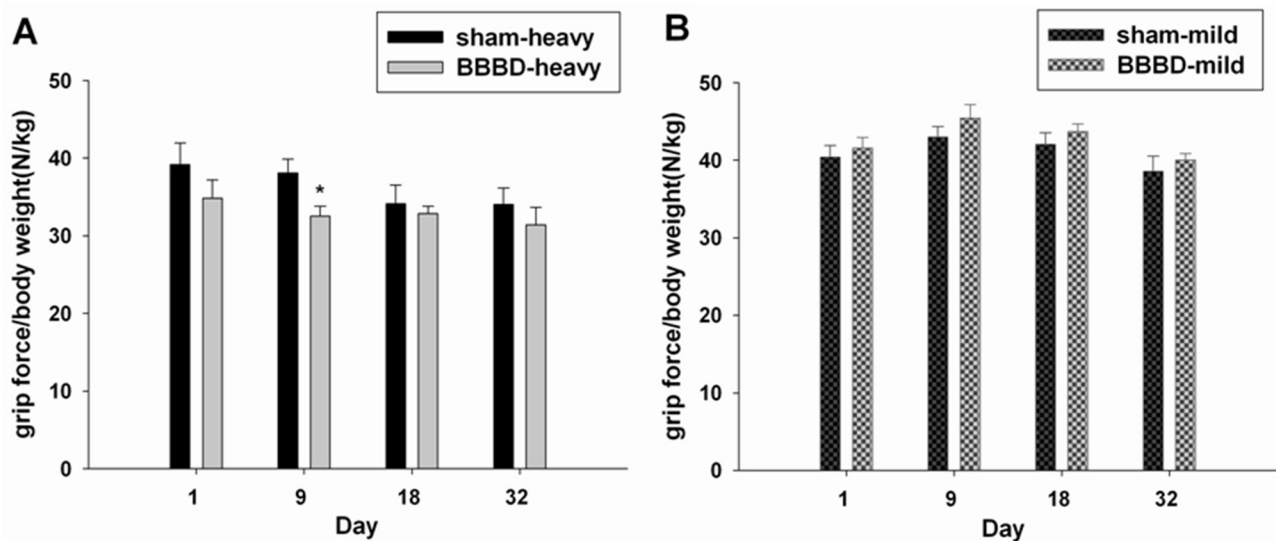 A
sham-heavy
BBBD-heavy
grip force/body weight(N/kg)
50
40
30
20
10
0
*
1 9 18 32
Day
B
sham-mild
BBBD-mild
grip force/body weight(N/kg)
50
40
30
20
10
0
1 9 18 32
Day